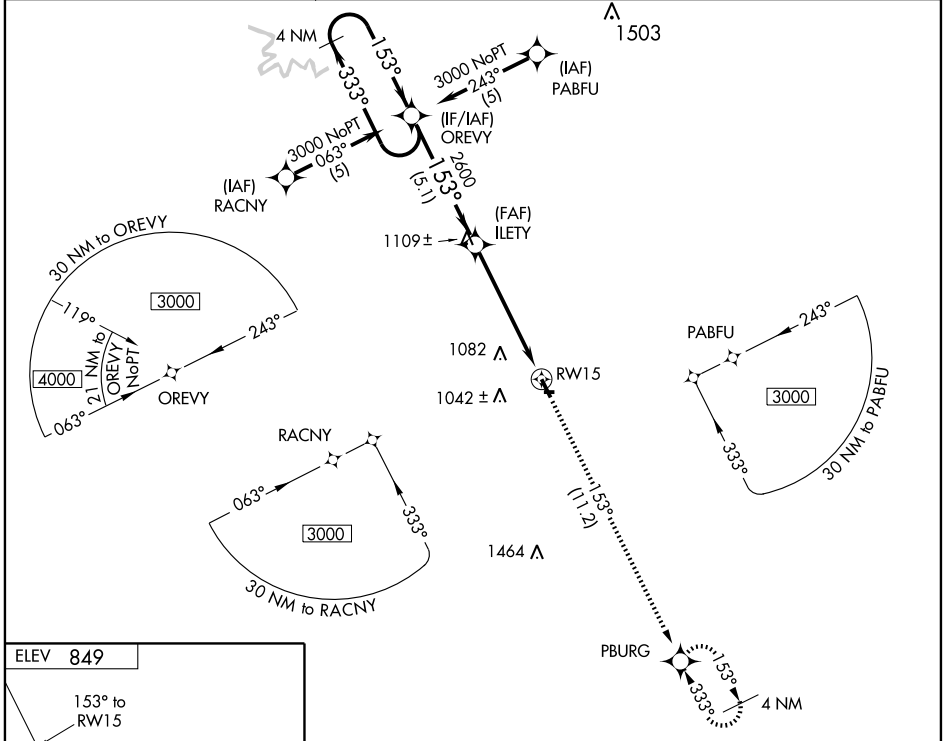 1503
4 NM
153°
333°
3000 NoPT
243°
(5)
(IAF)
PABFU
(IF/IAF)
OREVY
3000 NoPT
063°
(5)
(IAF)
RACNY
2600
153°
(5.1)
(FAF)
ILETY
1109 ±
30 NM to OREVY
3000
119°
243°
4000
21 NM to
OREVY
NoPT
063°
OREVY
1082
RW15
1042 ±
PABFU
243°
3000
333°
30 NM to PABFU
RACNY
063°
333°
3000
30 NM to RACNY
153°
(11.2)
1464
PBURG
153°
333°
4 NM
ELEV 849
153° to
RW15